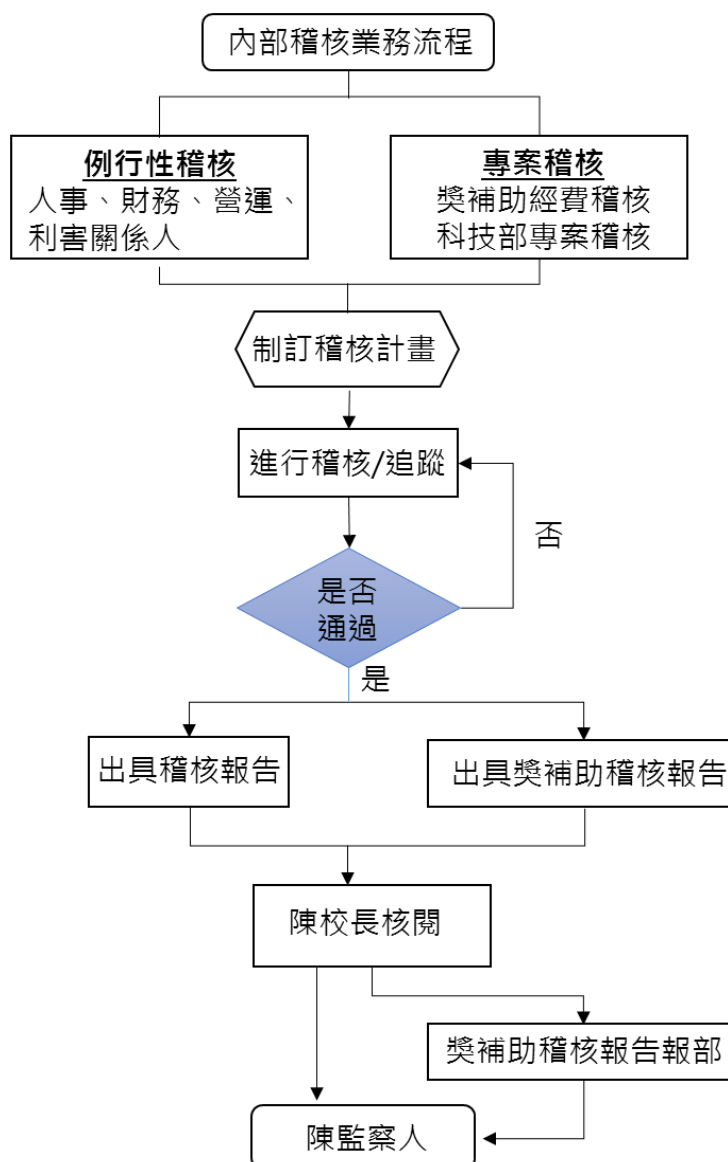 內部稽核業務流程
例行性稽核
人事、財務、營運、
利害關係人
專案稽核
獎補助經費稽核
科技部專案稽核
制訂稽核計畫
進行稽核/追蹤
否
是否
通過
是
出具稽核報告
出具獎補助稽核報告
陳校長核閱
獎補助稽核報告報部
陳監察人